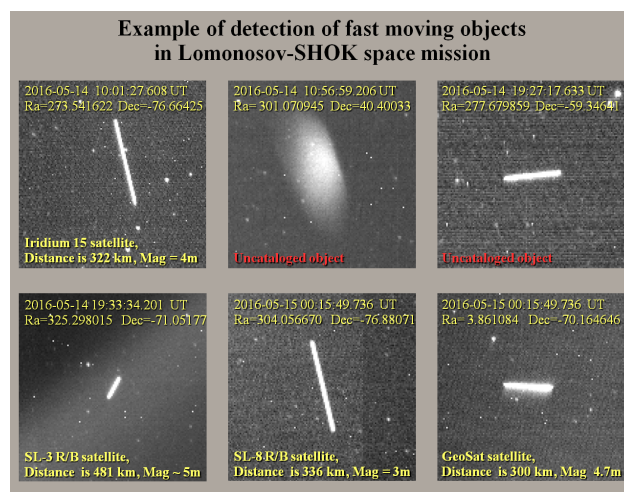 Example of detection of fast moving objects
in Lomonosov-SHOK space mission
2016-05-14 10:01:27.608 UT
Ra=273.541622 Dec=-76.66425
Iridium 15 satellite,
Distance is 322 km, Mag = 4m
2016-05-14 10:56:59.206 UT
Ra= 301.070945 Dec=40.40033
Uncataloged object
2016-05-14 19:27:17.633 UT
Ra=277.679859 Dec=-59.34641
Uncataloged object
2016-05-14 19:33:34.201 UT
Ra=325.298015 Dec=-71.05177
SL-3 R/B satellite,
Distance is 481 km, Mag ~ 5m
2016-05-15 00:15:49.736 UT
Ra=304.056670 Dec=-76.88071
SL-8 R/B satellite,
Distance is 336 km, Mag = 3m
2016-05-15 00:15:49.736 UT
Ra= 3.861084 Dec=-70.164646
GeoSat satellite,
Distance is 300 km, Mag 4.7m